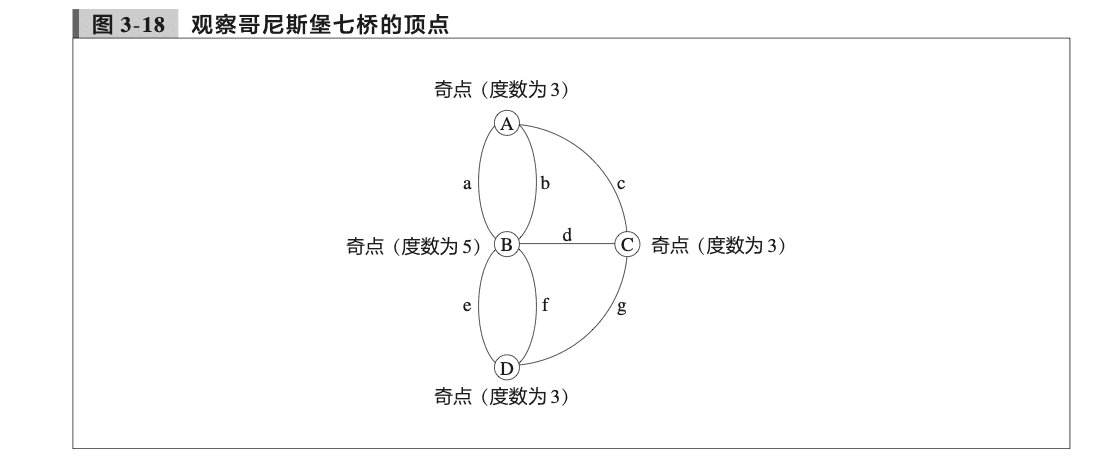 图 3-18 观察哥尼斯堡七桥的顶点
奇点（度数为 3）
A
a
b
c
奇点（度数为 5）
B
d
C
奇点（度数为 3）
e
f
g
D
奇点（度数为 3）